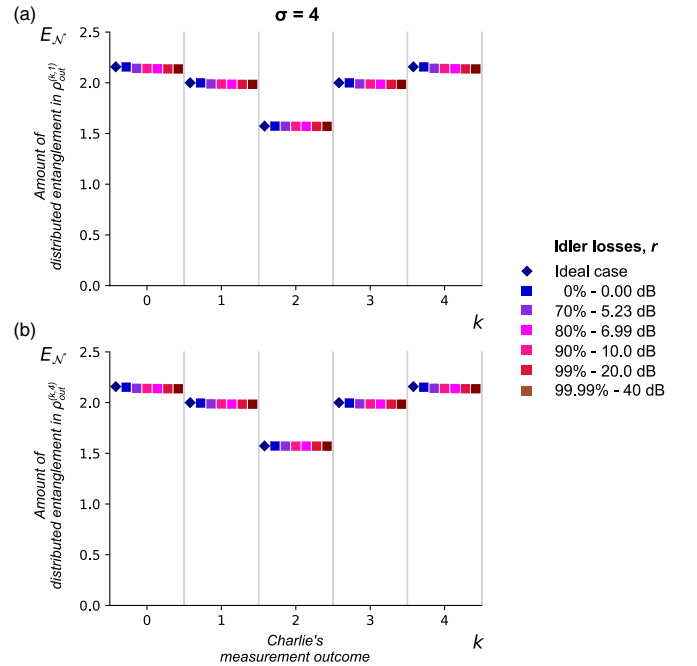 (a)
σ = 4
E𝒩
2.5
2.0
1.5
1.0
0.5
0.0
Amount of
distributed entanglement in ρ_out^(k,1)
0 1 2 3 4
k
Idler losses, r
Ideal case
0% - 0.00 dB
70% - 5.23 dB
80% - 6.99 dB
90% - 10.0 dB
99% - 20.0 dB
99.99% - 40 dB
(b)
E𝒩
2.5
2.0
1.5
1.0
0.5
0.0
Amount of
distributed entanglement in ρ_out^(k,4)
0 1 2 3 4
Charlie's
measurement outcome
k